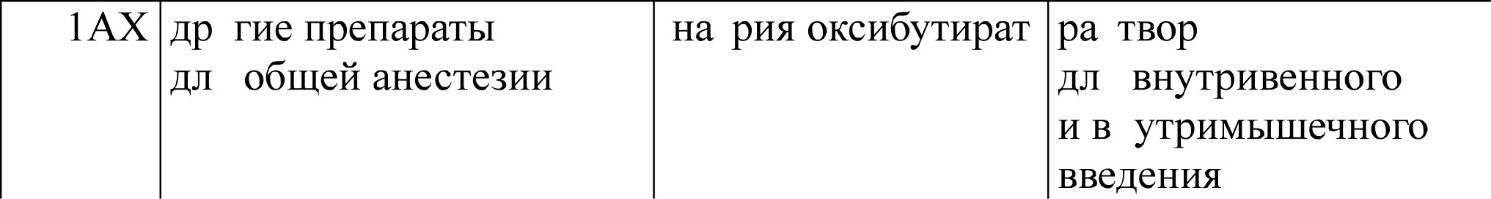 1АХ
др гие препараты
дл общей анестезии
на рия оксибутират
ра твор
дл внутривенного
и в утримышечного
введения